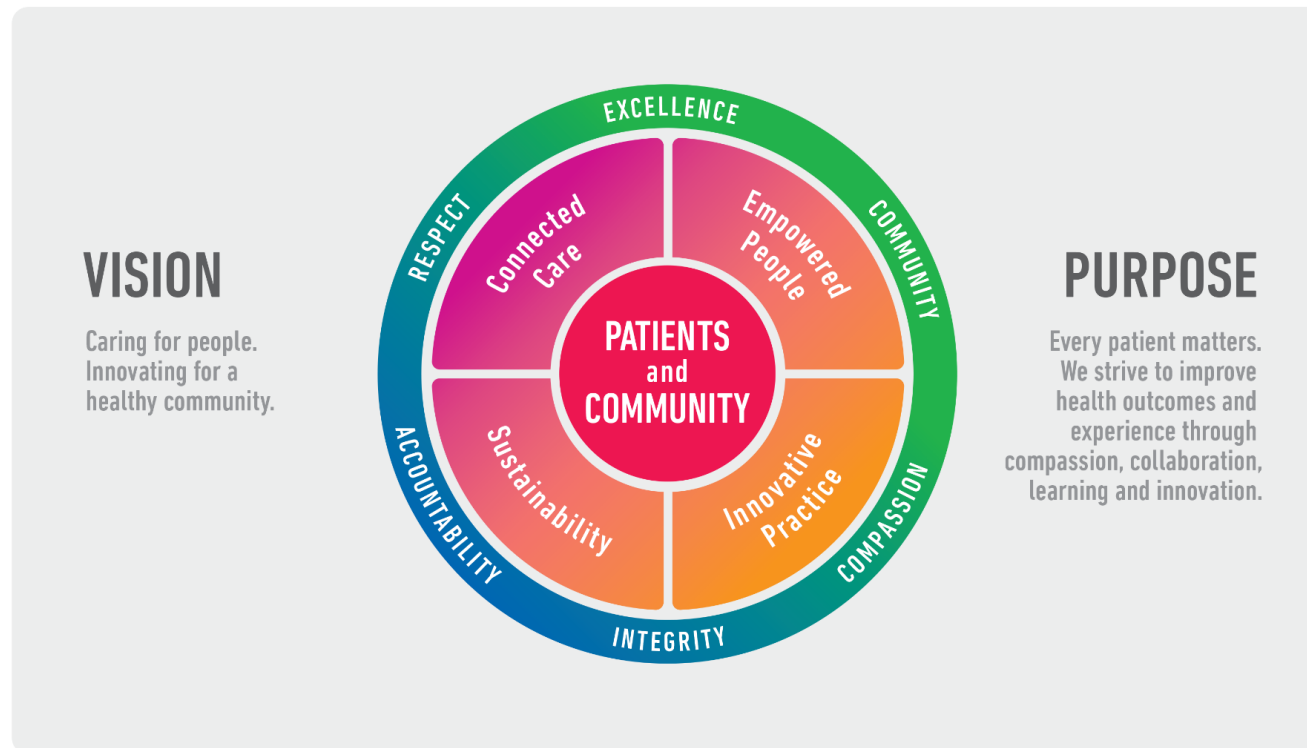 VISION
Caring for people.
Innovating for a
healthy community.
EXCELLENCE
COMMUNITY
COMPASSION
INTEGRITY
ACCOUNTABILITY
RESPECT
Connected
Care
Empowered
People
Innovative
Practice
Sustainability
PATIENTS
and
COMMUNITY
PURPOSE
Every patient matters.
We strive to improve
health outcomes and
experience through
compassion, collaboration,
learning and innovation.